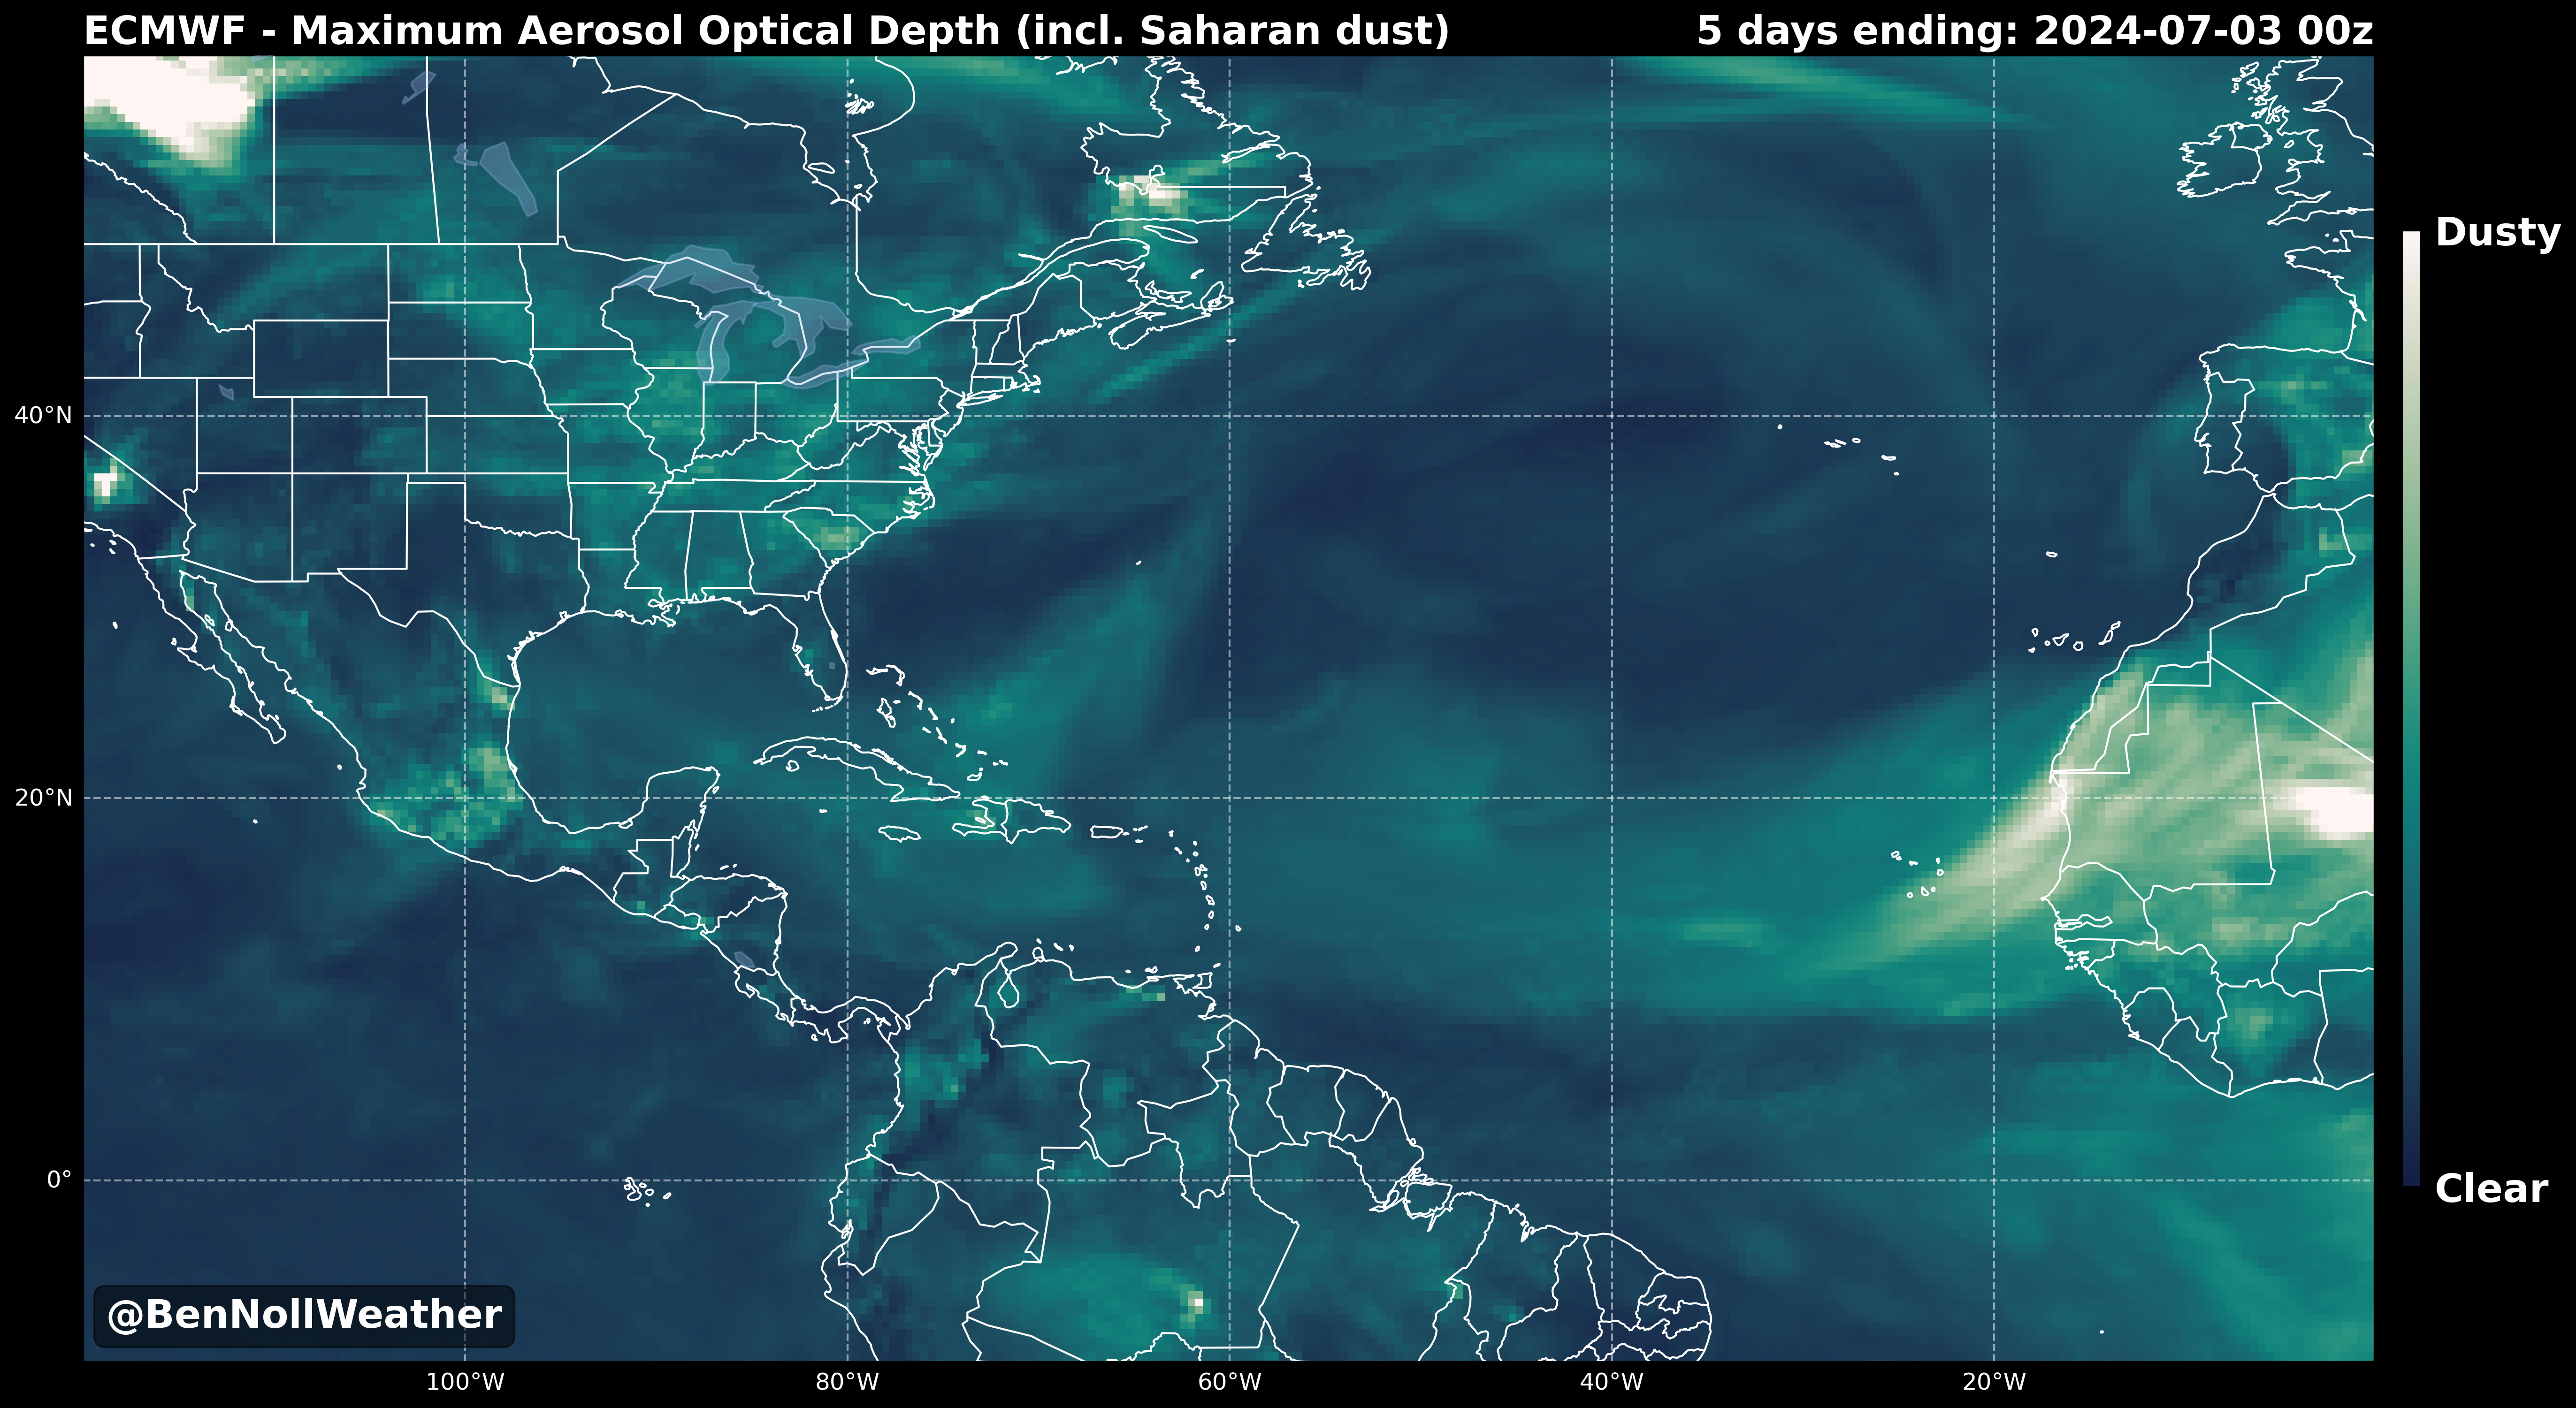 ECMWF - Maximum Aerosol Optical Depth (incl. Saharan dust) 5 days ending: 2024-07-03 00z
Dusty
40°N
20°N
0°
Clear
@BenNollWeather
100°W 80°W 60°W 40°W 20°W